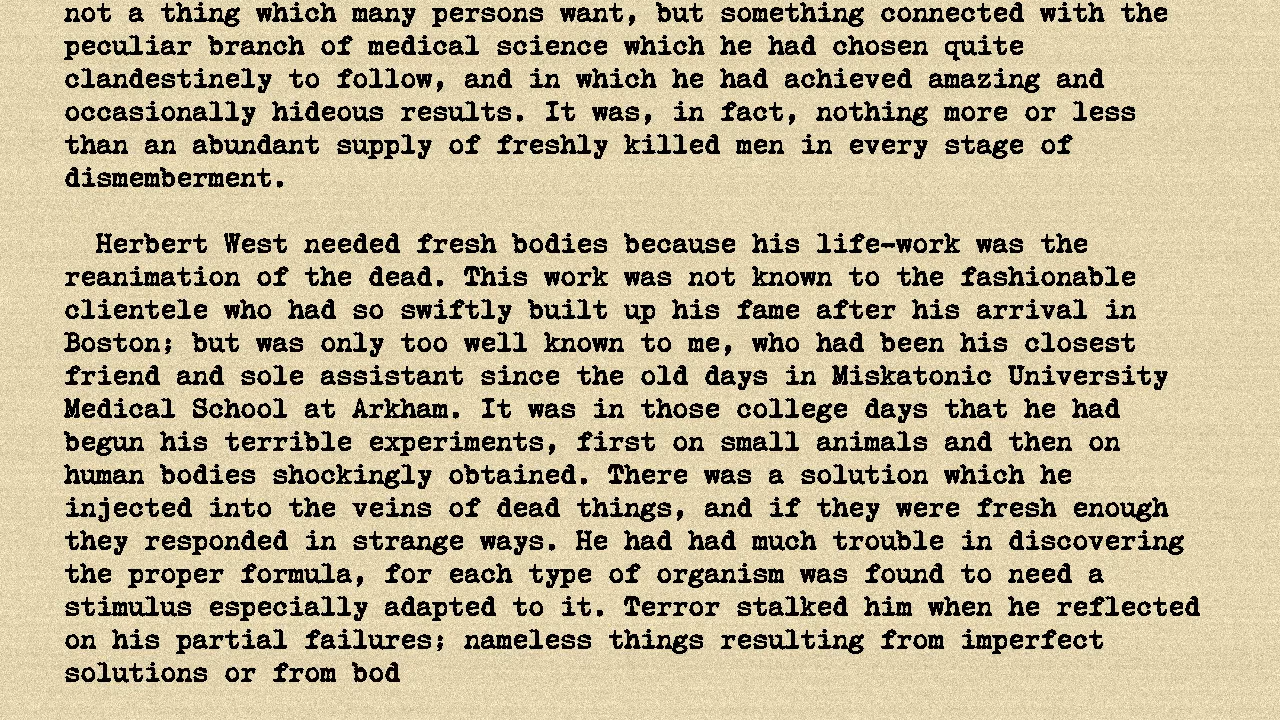 not a thing which many persons want, but something connected with the
peculiar branch of medical science which he had chosen quite
clandestinely to follow, and in which he had achieved amazing and
occasionally hideous results. It was, in fact, nothing more or less
than an abundant supply of freshly killed men in every stage of
dismemberment.
Herbert West needed fresh bodies because his life-work was the
reanimation of the dead. This work was not known to the fashionable
clientele who had so swiftly built up his fame after his arrival in
Boston; but was only too well known to me, who had been his closest
friend and sole assistant since the old days in Miskatonic University
Medical School at Arkham. It was in those college days that he had
begun his terrible experiments, first on small animals and then on
human bodies shockingly obtained. There was a solution which he
injected into the veins of dead things, and if they were fresh enough
they responded in strange ways. He had had much trouble in discovering
the proper formula, for each type of organism was found to need a
stimulus especially adapted to it. Terror stalked him when he reflected
on his partial failures; nameless things resulting from imperfect
solutions or from bod